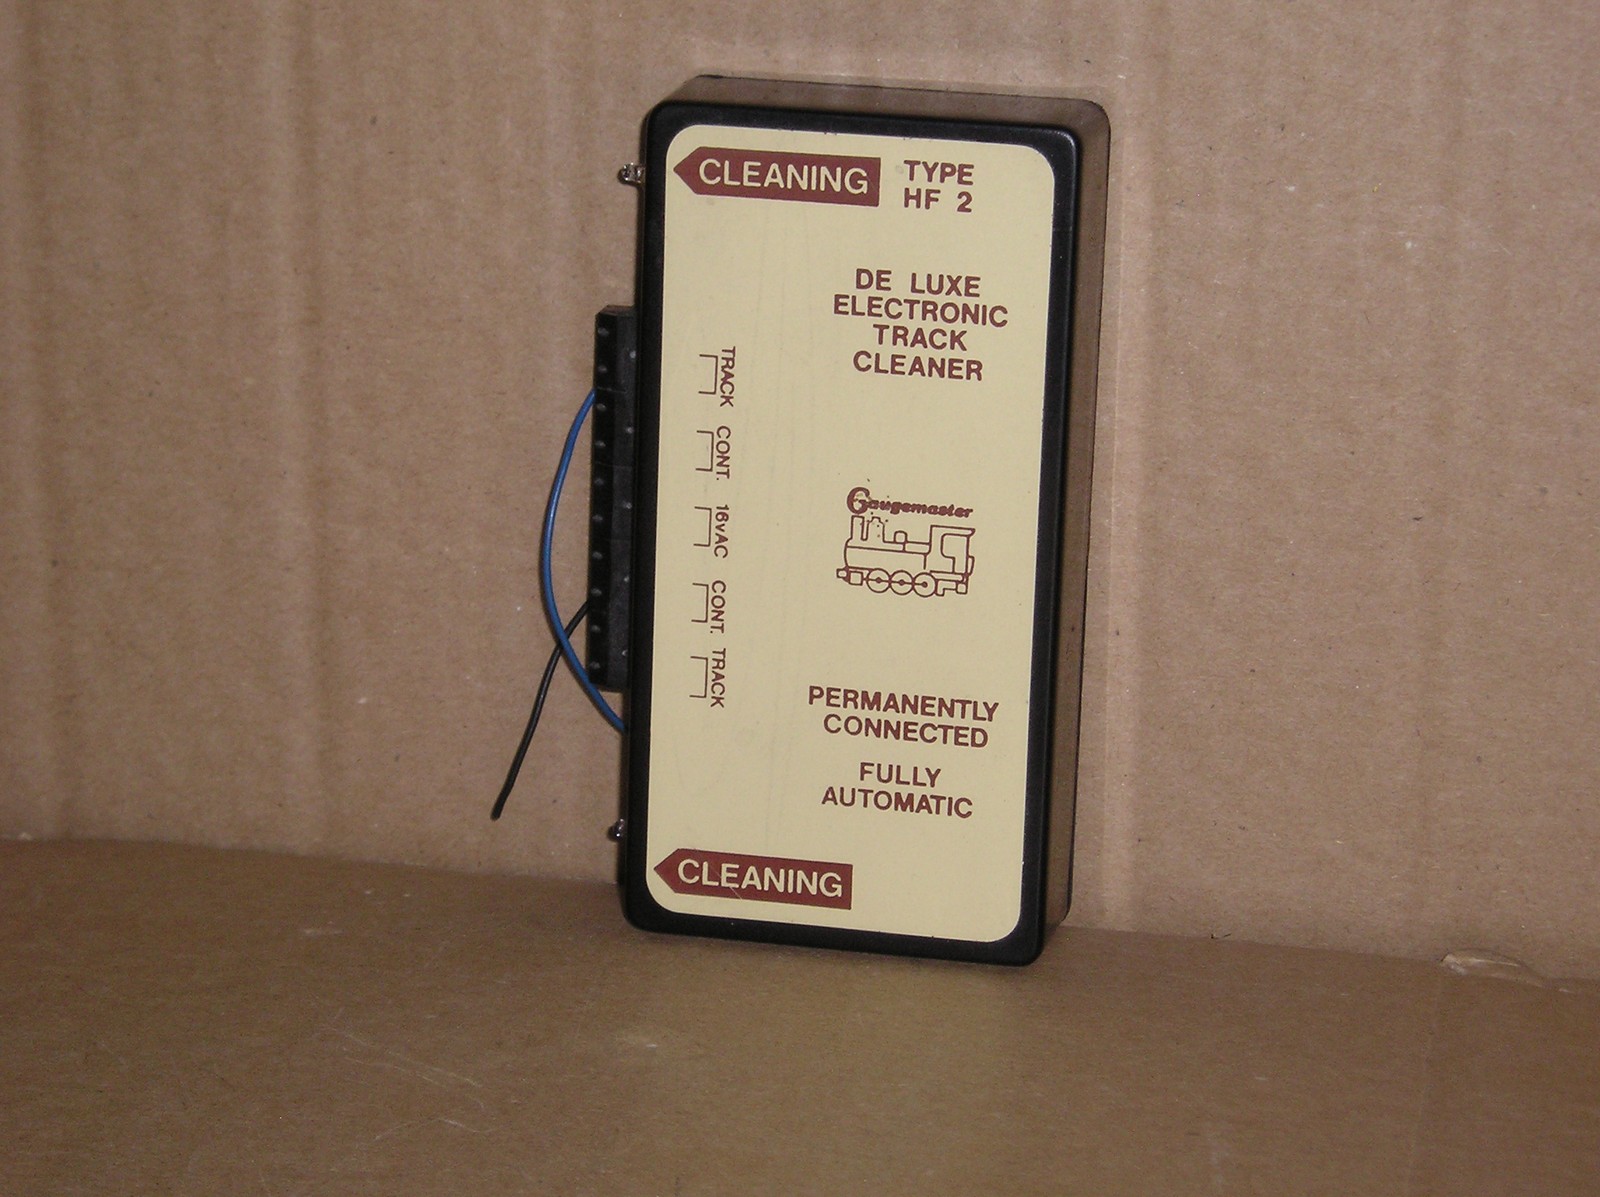 CLEANING
TYPE
HF 2
DE LUXE
ELECTRONIC
TRACK
CLEANER
TRACK CONT. 16vAC CONT. TRACK
Gaugemaster
PERMANENTLY
CONNECTED
FULLY
AUTOMATIC
CLEANING